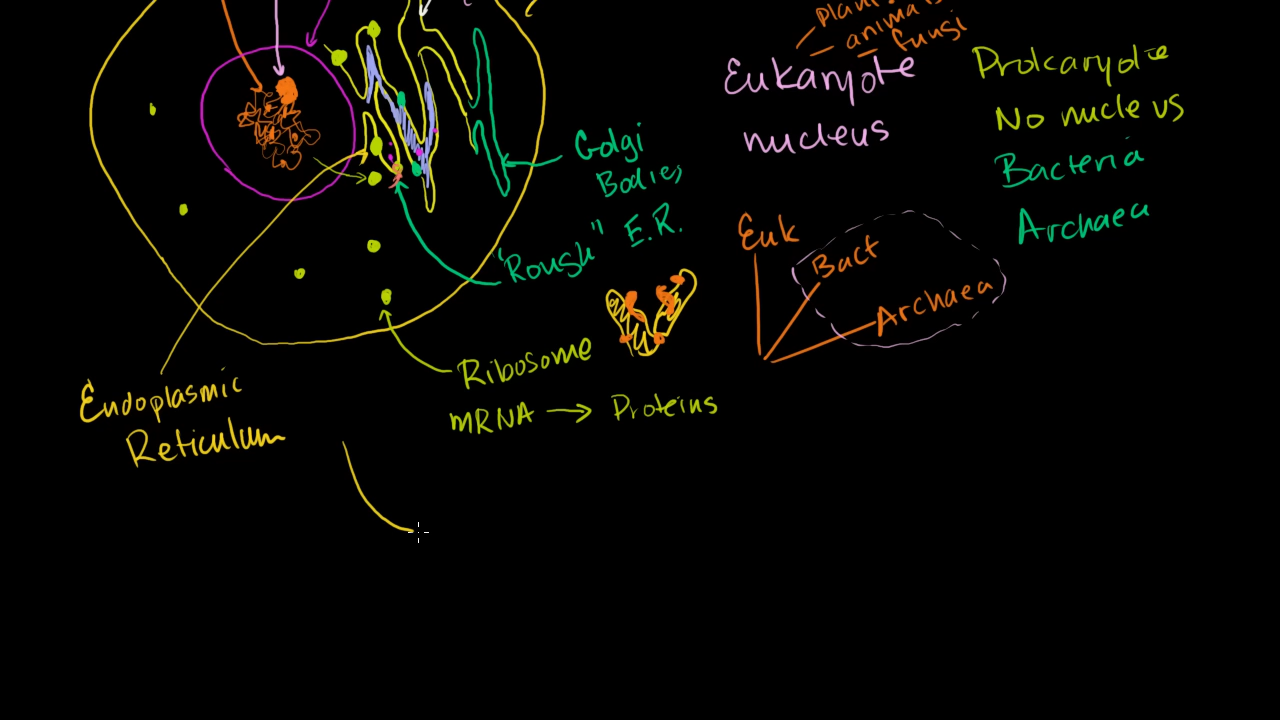 plant
animals
fungi
Eukaryote
nucleus
Prokaryote
No nucleus
Bacteria
Archaea
Golgi
Bodies
"Rough" E.R.
Euk
Bact
Archaea
Ribosome
mRNA → Proteins
Endoplasmic
Reticulum